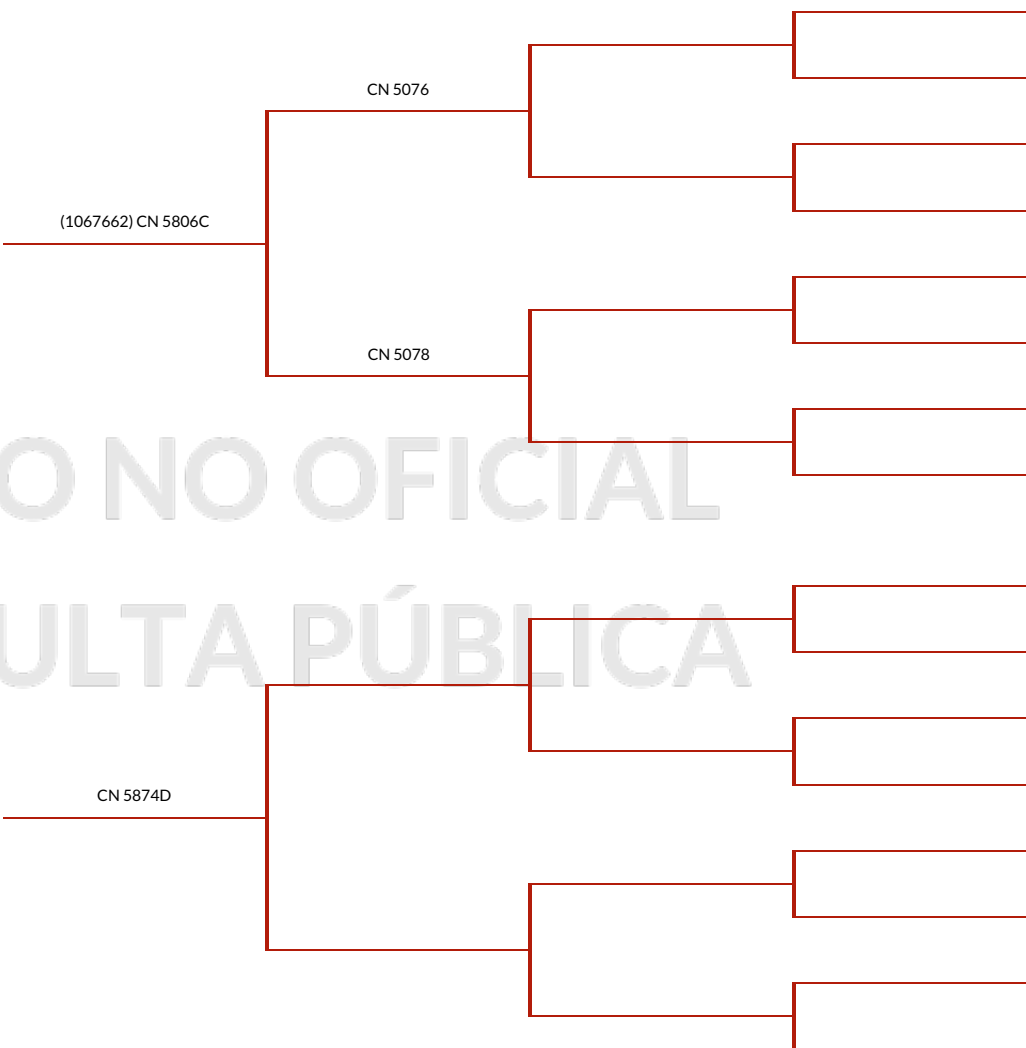 CN 5076
(1067662) CN 5806C
CN 5078
O NO OFICIAL
ULTA PÚBLICA
CN 5874D